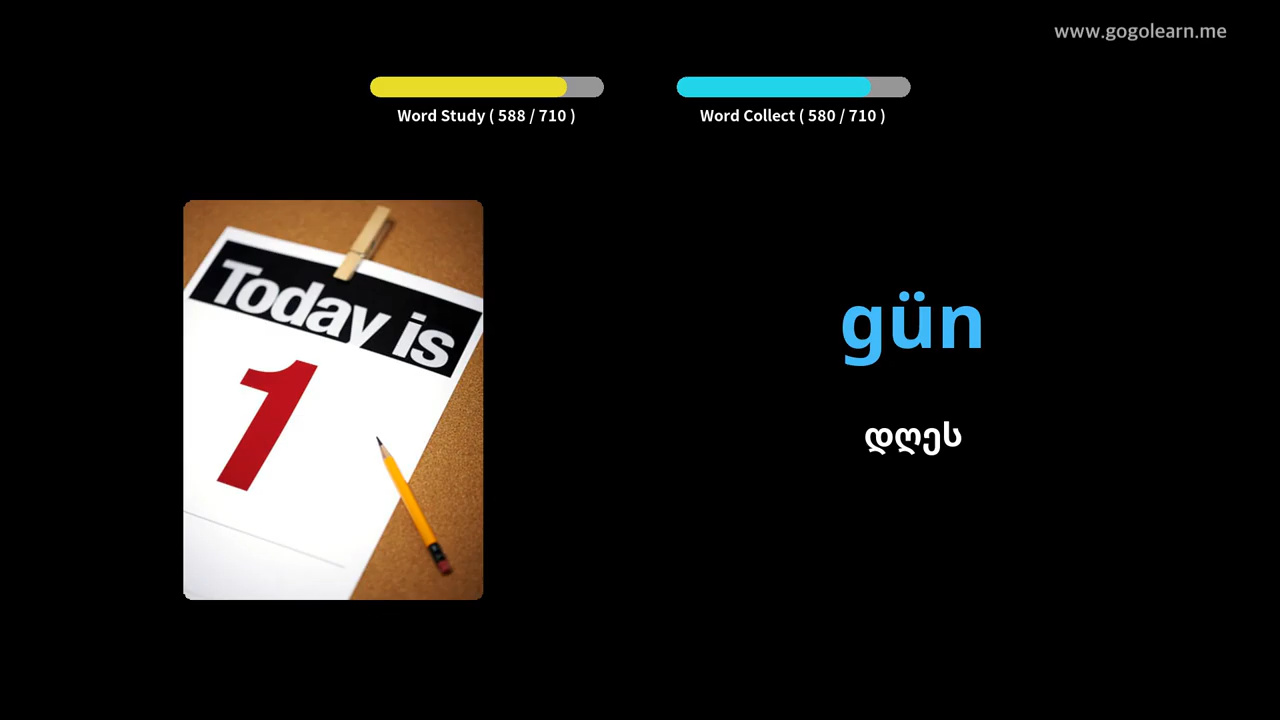 www.gogolearn.me
Word Study ( 588 / 710 )
Word Collect ( 580 / 710 )
Today is
1
gün
დღეს